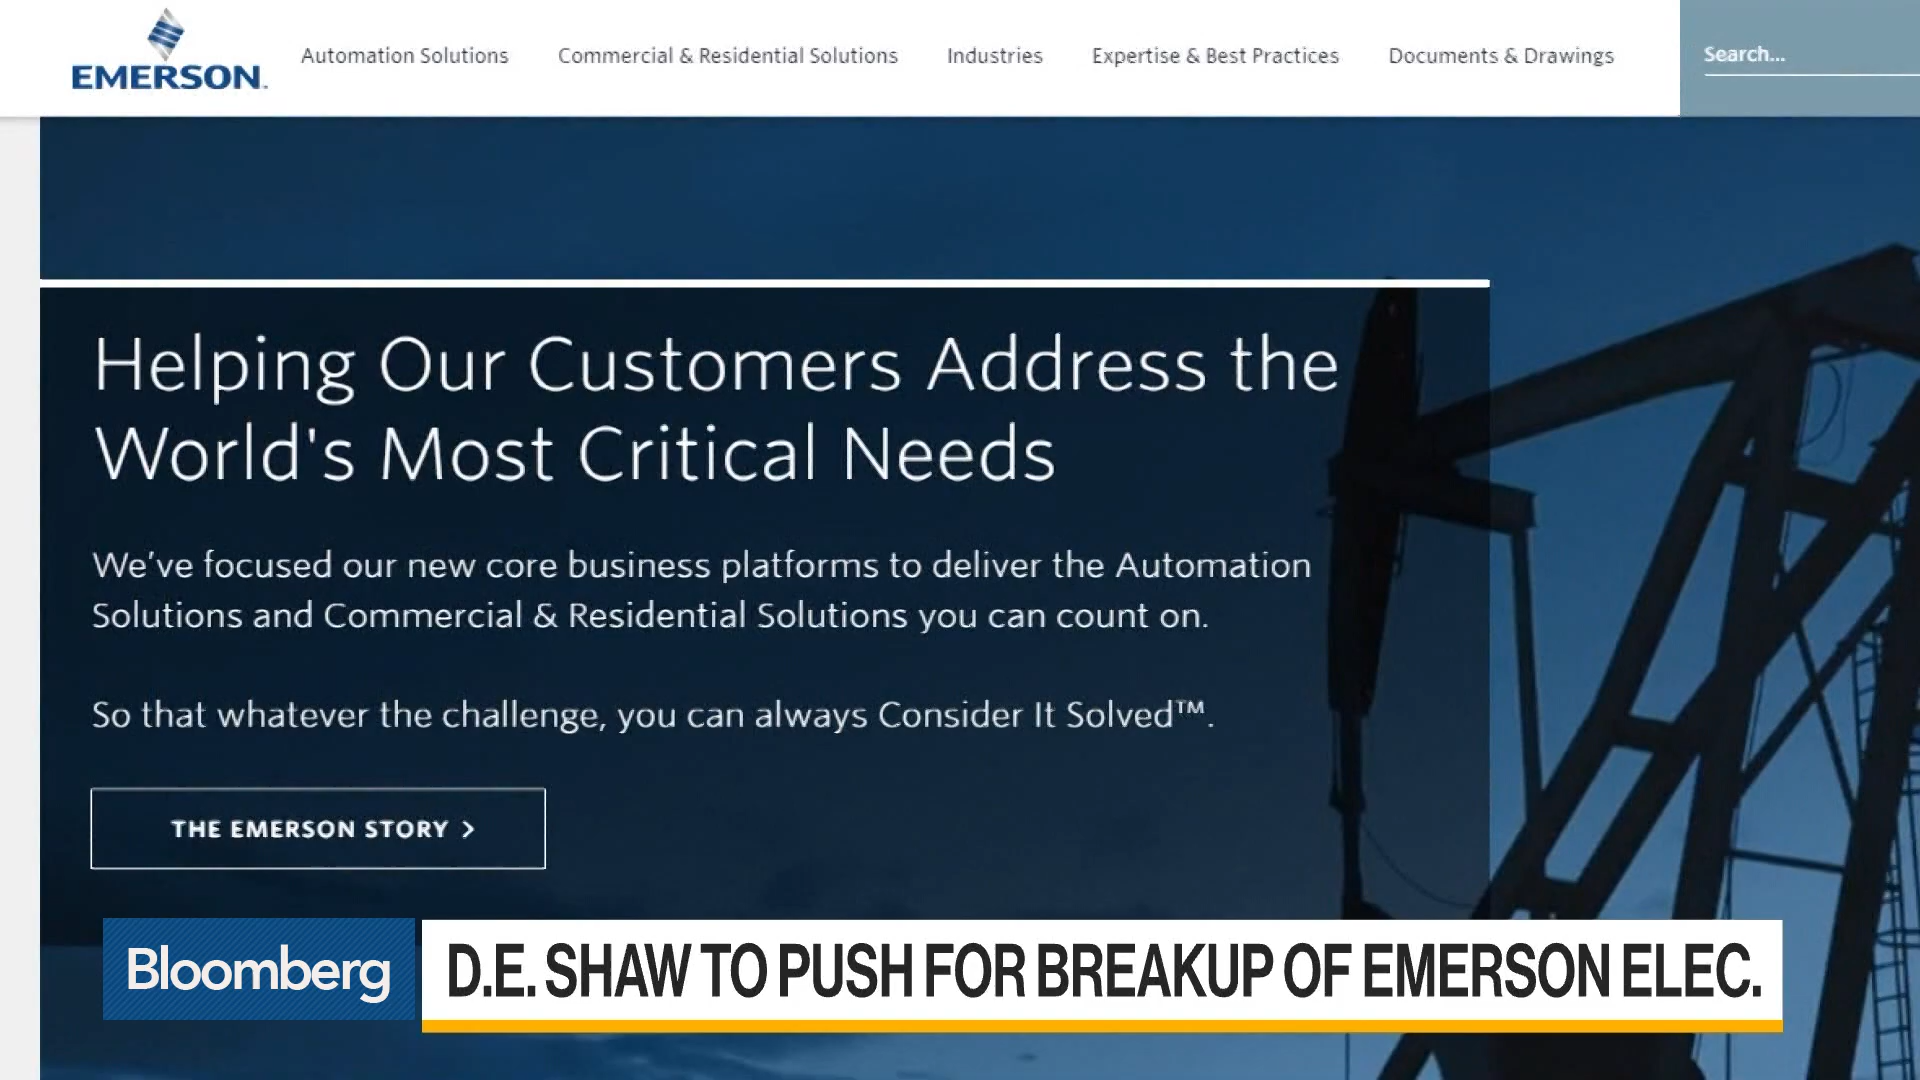 EMERSON™
Automation Solutions
Commercial & Residential Solutions
Industries
Expertise & Best Practices
Documents & Drawings
Search...
Helping Our Customers Address the
World's Most Critical Needs
We’ve focused our new core business platforms to deliver the Automation
Solutions and Commercial & Residential Solutions you can count on.
So that whatever the challenge, you can always Consider It Solved™.
THE EMERSON STORY >
Bloomberg
D.E. SHAW TO PUSH FOR BREAKUP OF EMERSON ELEC.